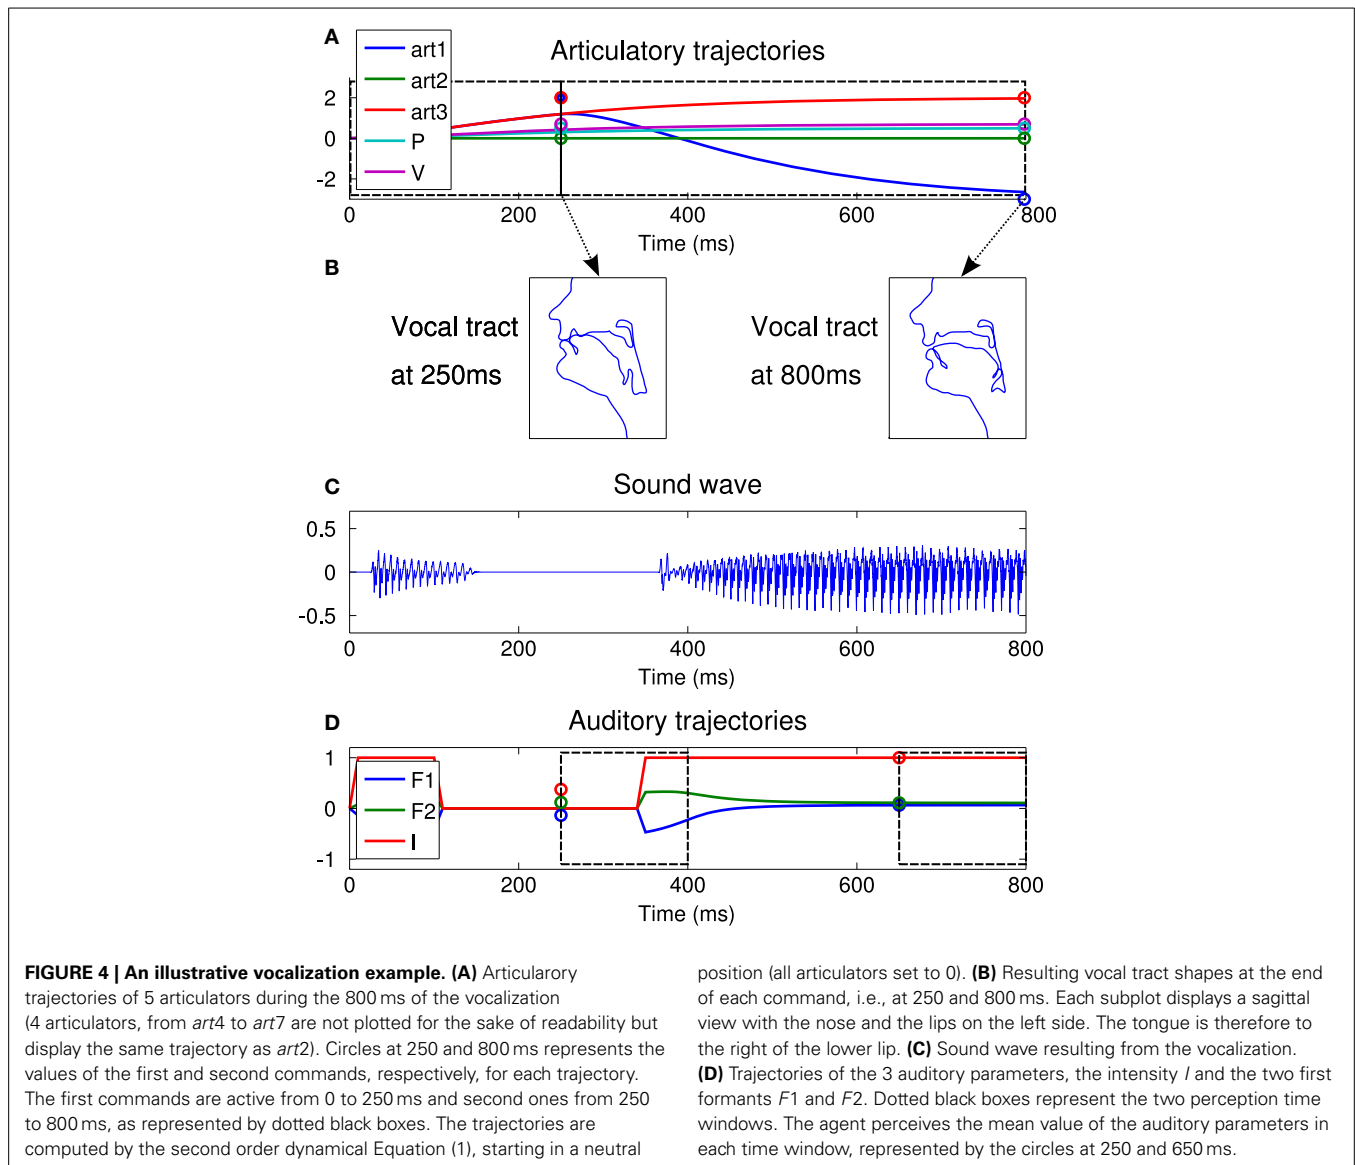 A
Articulatory trajectories
art1
art2
art3
P
V
2
0
-2
0
200
400
600
800
Time (ms)
B
Vocal tract
at 250ms
Vocal tract
at 800ms
C
Sound wave
0.5
0
-0.5
0
200
400
600
800
Time (ms)
D
Auditory trajectories
F1
F2
I
1
0
-1
0
200
400
600
800
Time (ms)
FIGURE 4 | An illustrative vocalization example. (A) Articularory
trajectories of 5 articulators during the 800 ms of the vocalization
(4 articulators, from art4 to art7 are not plotted for the sake of readability but
display the same trajectory as art2). Circles at 250 and 800 ms represents the
values of the first and second commands, respectively, for each trajectory.
The first commands are active from 0 to 250 ms and second ones from 250
to 800 ms, as represented by dotted black boxes. The trajectories are
computed by the second order dynamical Equation (1), starting in a neutral
position (all articulators set to 0). (B) Resulting vocal tract shapes at the end
of each command, i.e., at 250 and 800 ms. Each subplot displays a sagittal
view with the nose and the lips on the left side. The tongue is therefore to
the right of the lower lip. (C) Sound wave resulting from the vocalization.
(D) Trajectories of the 3 auditory parameters, the intensity I and the two first
formants F1 and F2. Dotted black boxes represent the two perception time
windows. The agent perceives the mean value of the auditory parameters in
each time window, represented by the circles at 250 and 650 ms.